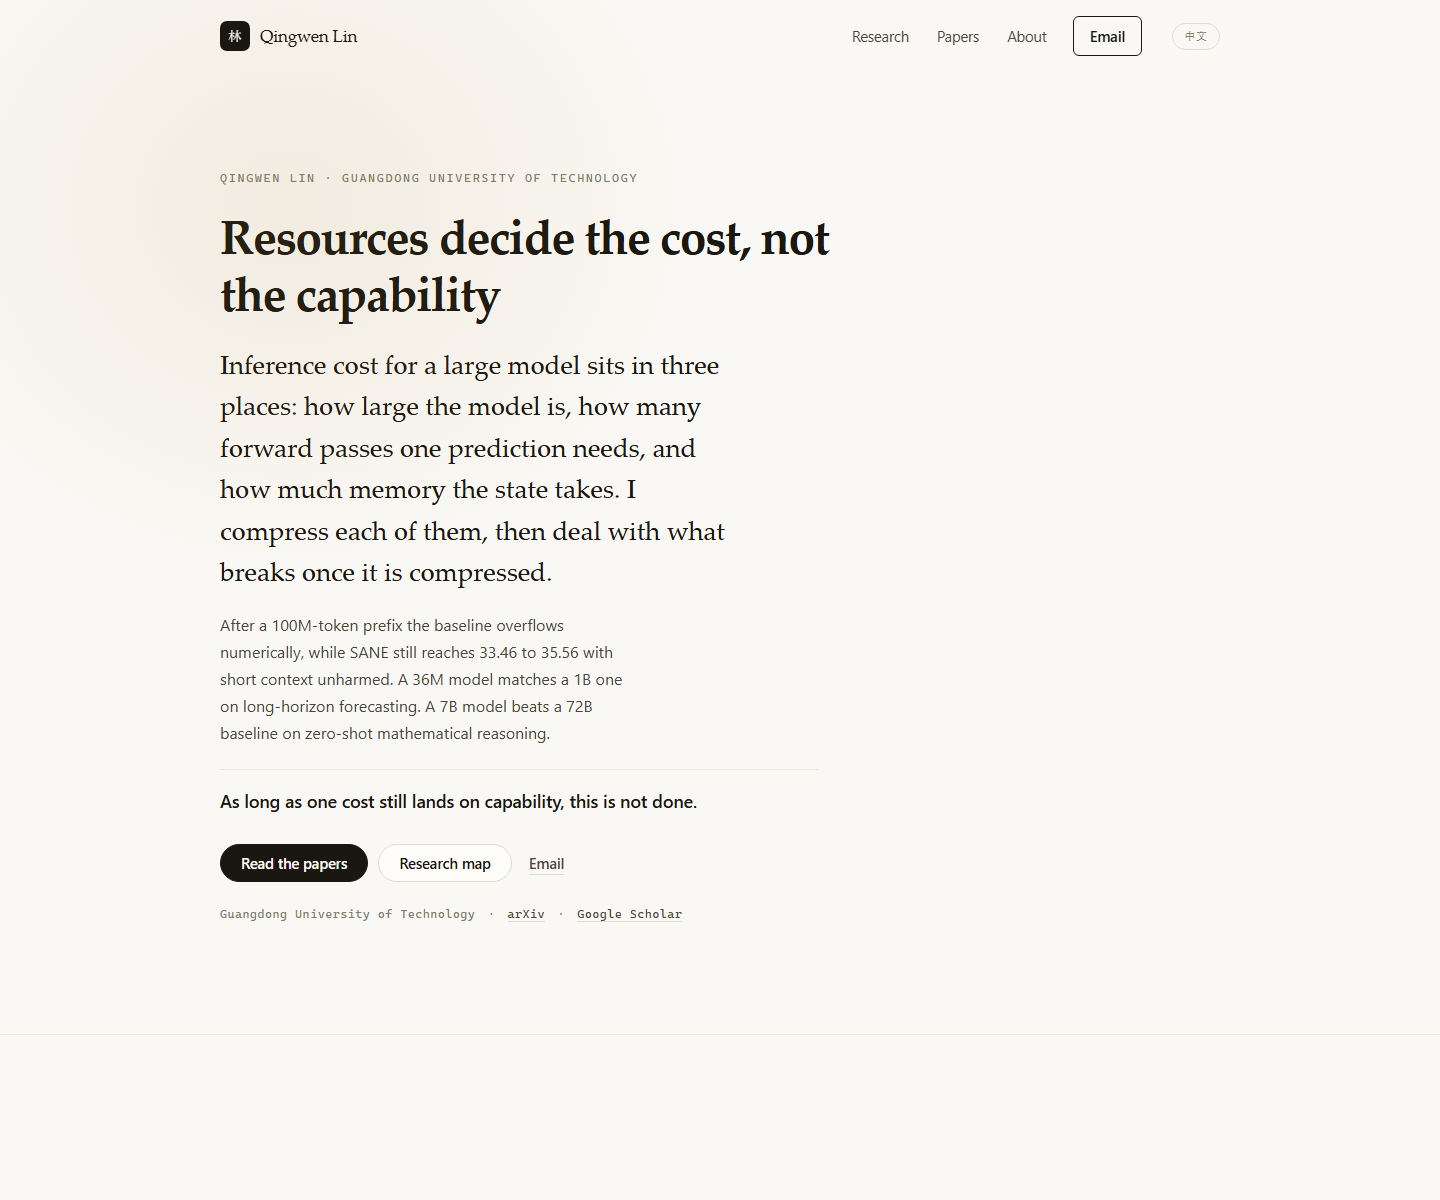 林 Qingwen Lin
Research Papers About Email 中文
QINGWEN LIN · GUANGDONG UNIVERSITY OF TECHNOLOGY
Resources decide the cost, not
the capability
Inference cost for a large model sits in three
places: how large the model is, how many
forward passes one prediction needs, and
how much memory the state takes. I
compress each of them, then deal with what
breaks once it is compressed.
After a 100M-token prefix the baseline overflows
numerically, while SANE still reaches 33.46 to 35.56 with
short context unharmed. A 36M model matches a 1B one
on long-horizon forecasting. A 7B model beats a 72B
baseline on zero-shot mathematical reasoning.
As long as one cost still lands on capability, this is not done.
Read the papers Research map Email
Guangdong University of Technology · arXiv · Google Scholar